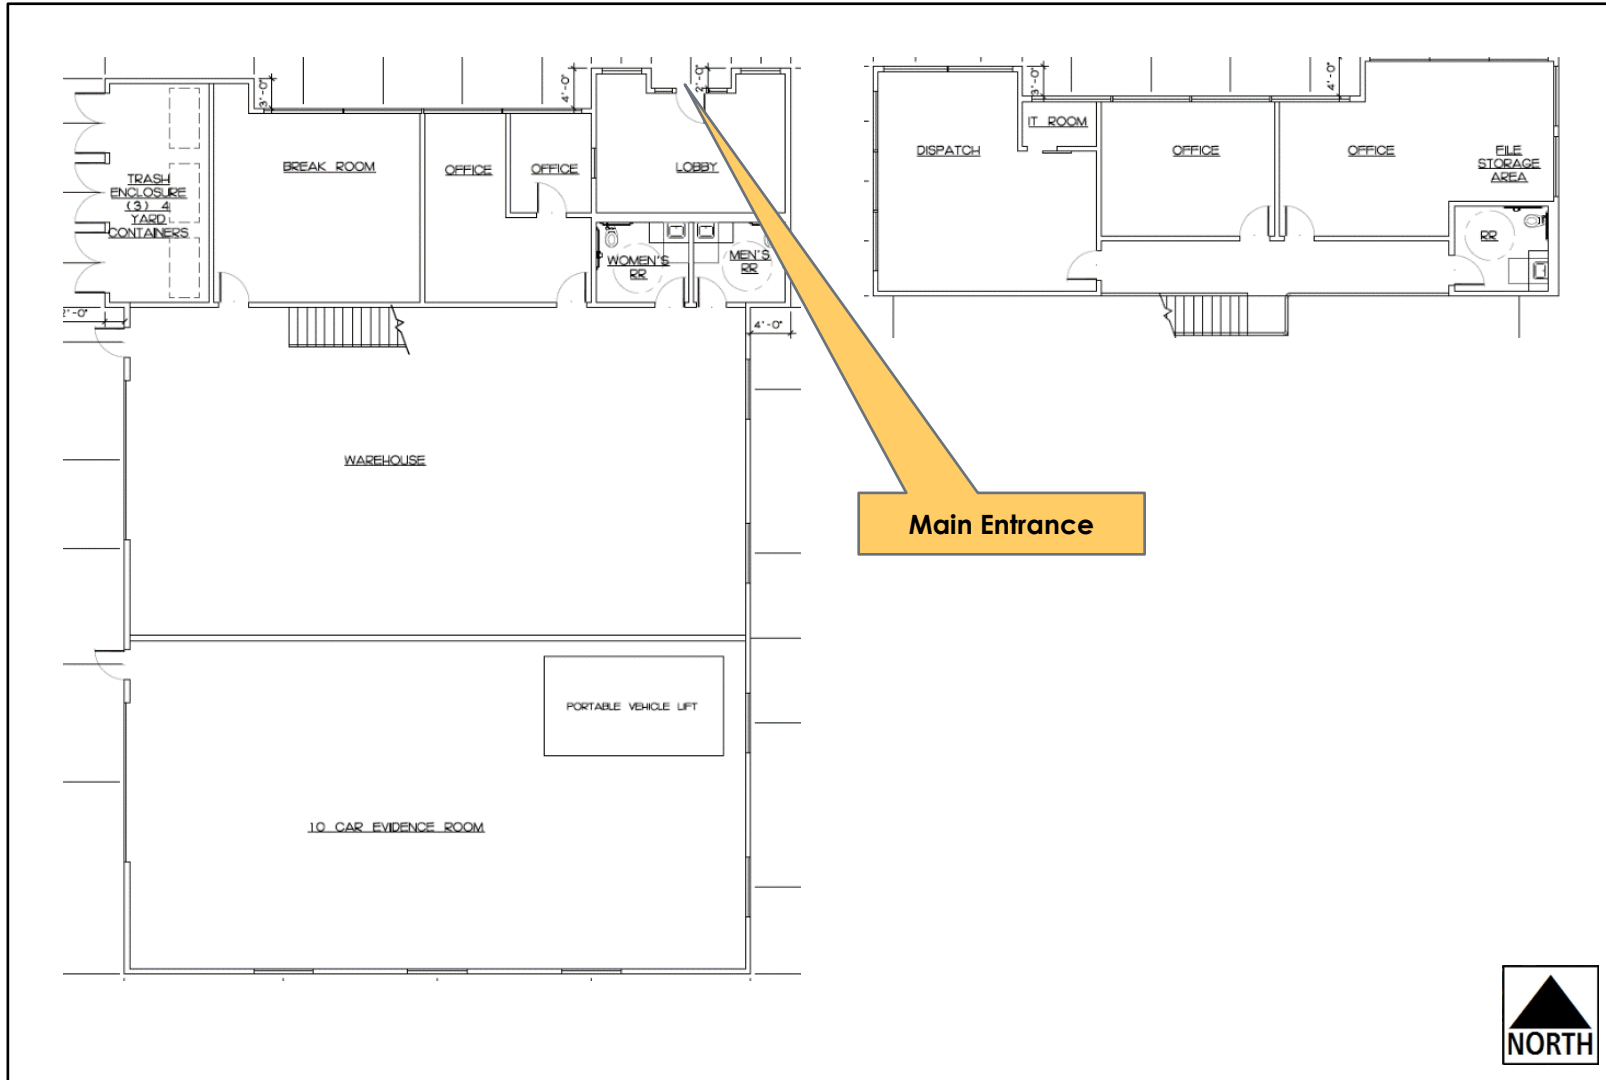 3'-0"
4'-0"
2'-0"
3'-0"
4'-0"
BREAK ROOM
OFFICE
OFFICE
LOBBY
TRASH
ENCLOSURE
(3) 4
YARD
CONTAINERS
WOMEN'S
RR
MEN'S
RR
DISPATCH
IT ROOM
OFFICE
OFFICE
FILE
STORAGE
AREA
RR
2'-0"
4'-0"
WAREHOUSE
Main Entrance
PORTABLE VEHICLE LIFT
10 CAR EVIDENCE ROOM
NORTH